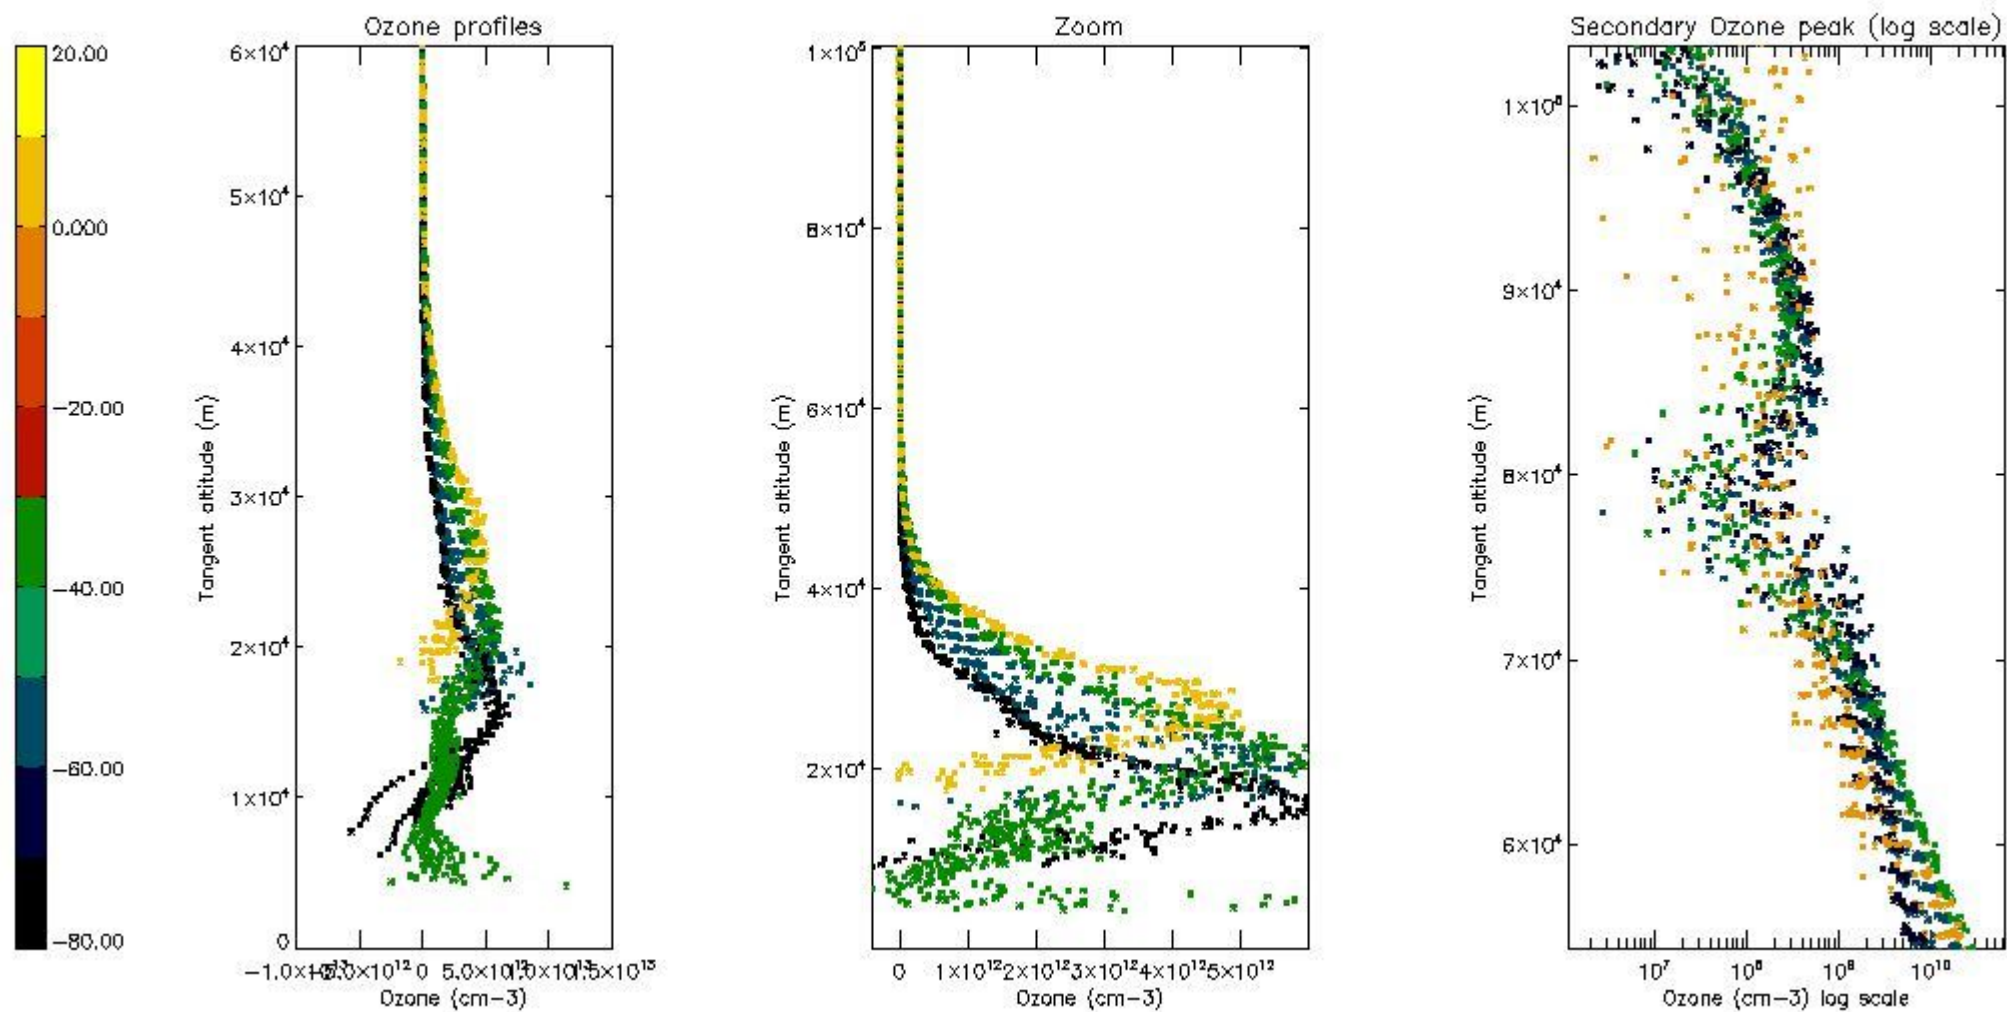 Ozone profiles
Zoom
Secondary Ozone peak (log scale)
20.00
0.000
−20.00
−40.00
−60.00
−80.00
6×10⁴
5×10⁴
4×10⁴
3×10⁴
2×10⁴
1×10⁴
0
Tangent altitude (m)
0
5.0×10¹²
1.5×10¹³
Ozone (cm−3)
1×10⁵
8×10⁴
6×10⁴
4×10⁴
2×10⁴
Tangent altitude (m)
0 1×10¹² 2×10¹² 3×10¹² 4×10¹² 5×10¹²
Ozone (cm−3)
9×10⁴
8×10⁴
7×10⁴
6×10⁴
Tangent altitude (m)
10⁷ 10⁸ 10⁹ 10¹⁰
Ozone (cm−3) log scale